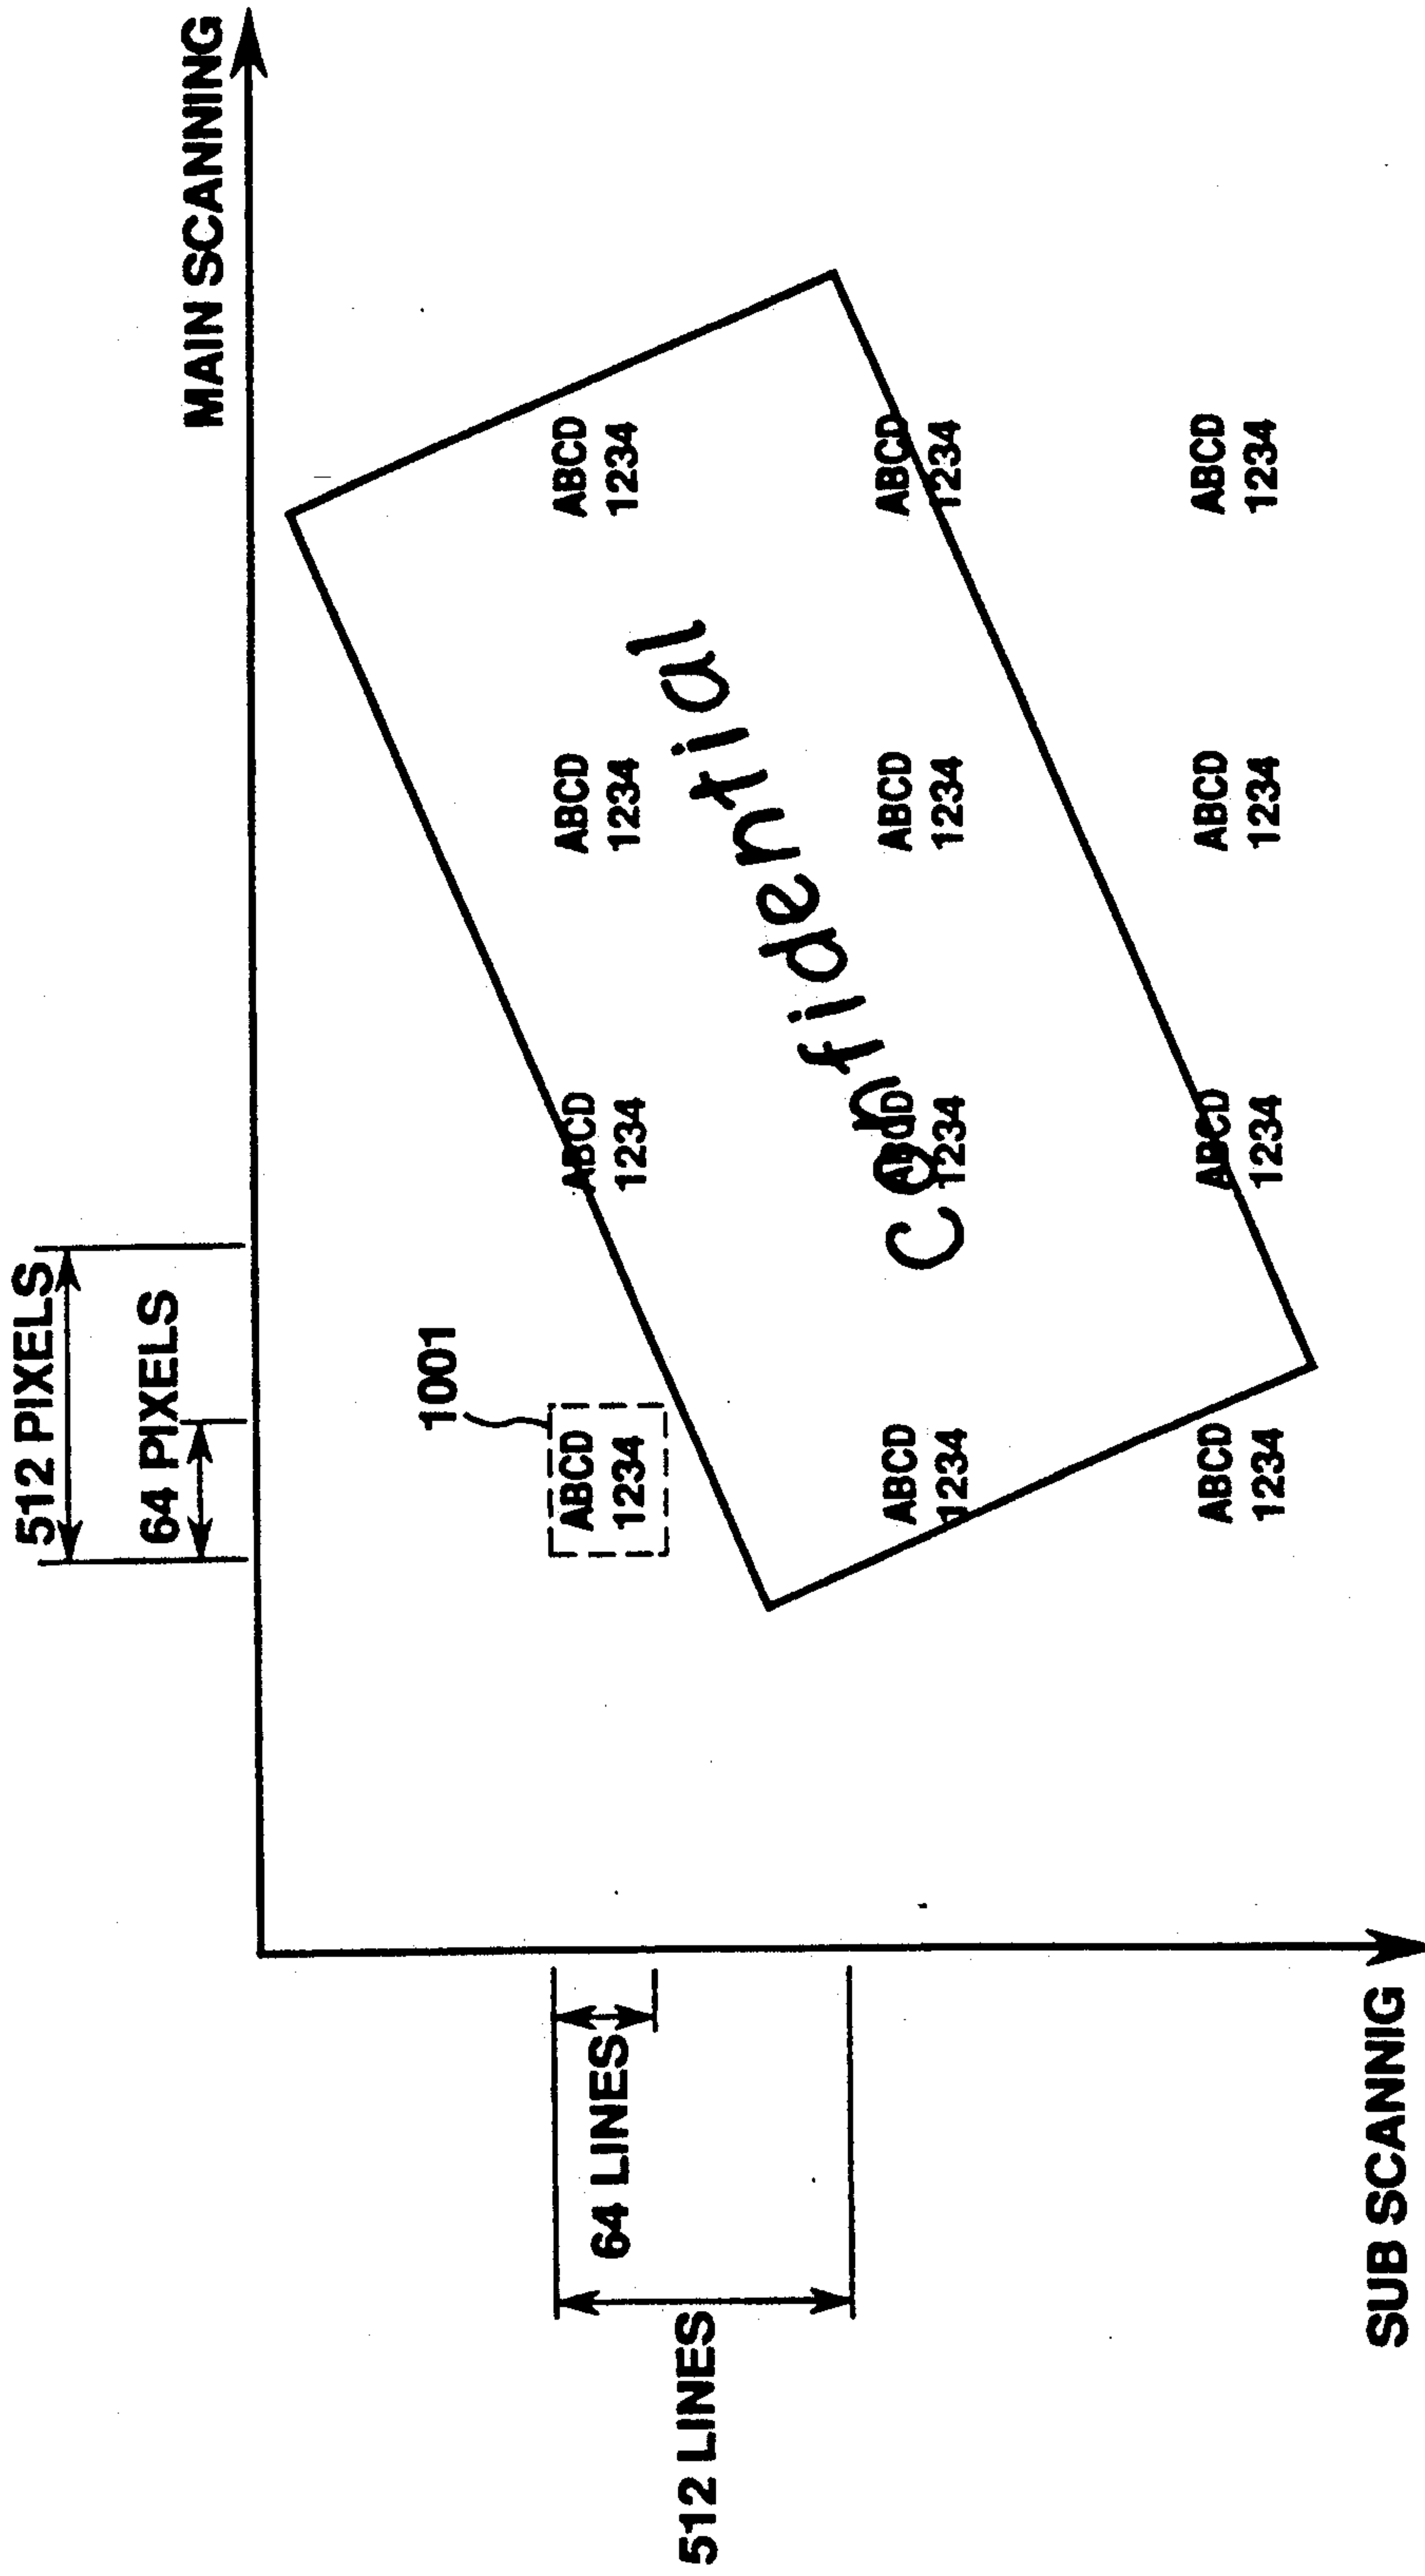 512 PIXELS
64 PIXELS
MAIN SCANNING
1001
ABCD ABCD ABCD ABCD
1234 1234 1234 1234
64 LINES
512 LINES
Confidential
ABCD ABCD ABCD ABCD
1234 1234 1234 1234
ABCD ABCD ABCD ABCD
1234 1234 1234 1234
SUB SCANNIG